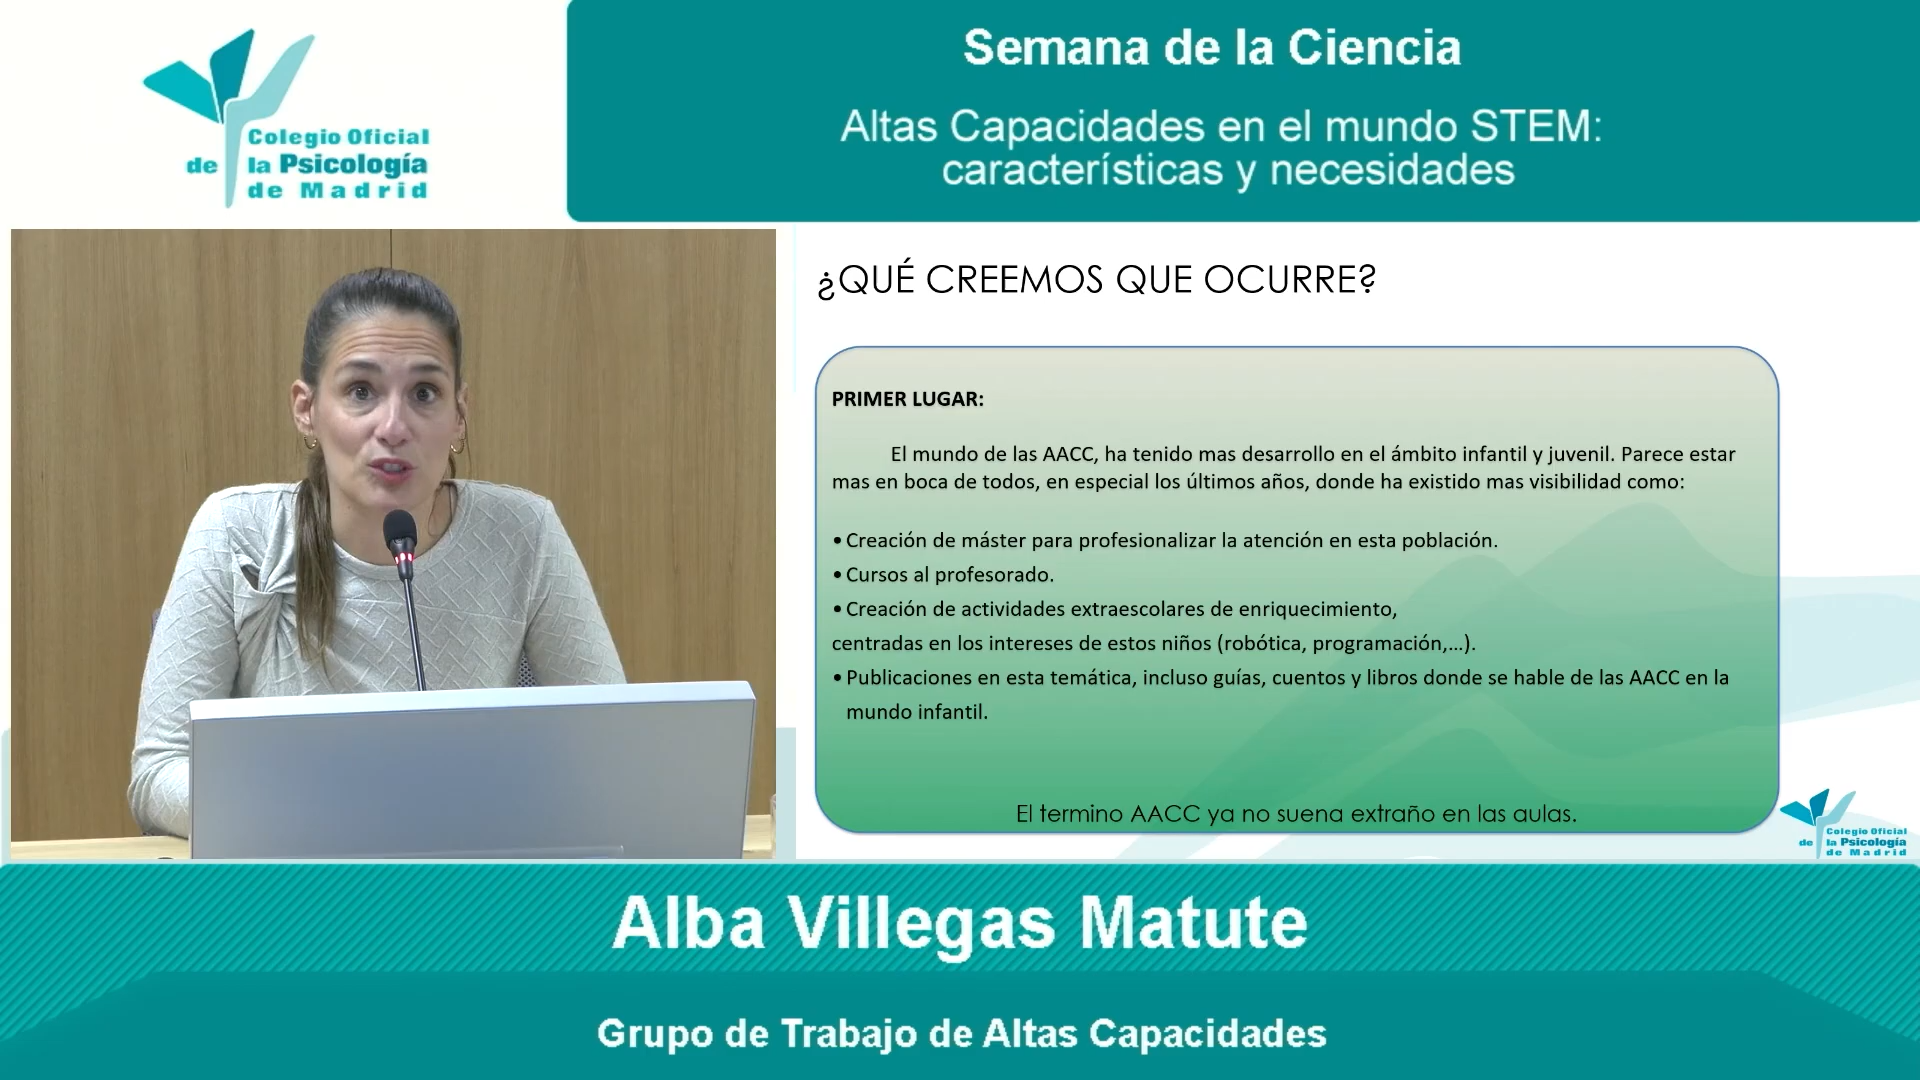 Colegio Oficial
de la Psicología
de Madrid
Semana de la Ciencia
Altas Capacidades en el mundo STEM:
características y necesidades
¿QUÉ CREEMOS QUE OCURRE?
PRIMER LUGAR:
El mundo de las AACC, ha tenido mas desarrollo en el ámbito infantil y juvenil. Parece estar
mas en boca de todos, en especial los últimos años, donde ha existido mas visibilidad como:
• Creación de máster para profesionalizar la atención en esta población.
• Cursos al profesorado.
• Creación de actividades extraescolares de enriquecimiento,
centradas en los intereses de estos niños (robótica, programación,...).
• Publicaciones en esta temática, incluso guías, cuentos y libros donde se hable de las AACC en la
mundo infantil.
El termino AACC ya no suena extraño en las aulas.
Colegio Oficial
de la Psicología
de Madrid
Alba Villegas Matute
Grupo de Trabajo de Altas Capacidades